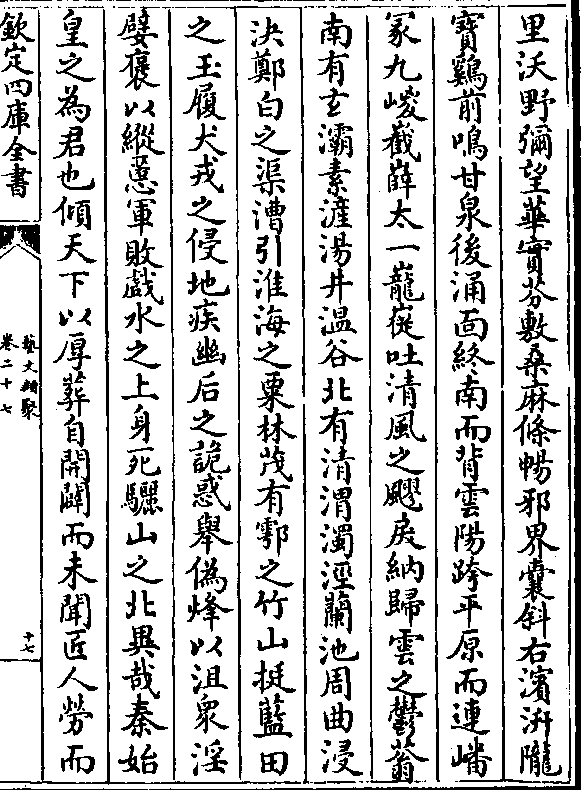 里沃野彌望華實芬敷桑麻條暢邪界襃斜右濱汧隴
寶鷄前鳴甘泉後涌面終南而背雲陽跨平原而連嶓
冢九嵕截嶭太一巃嵸吐清風之飂戾納歸雲之鬱蓊
南有玄灞素滻湯井温谷北有清渭濁涇蘭池周曲浸
決鄭白之渠漕引淮海之粟林茂有鄠之竹山挺藍田
之玉履犬戎之侵地疾幽后之詭惑舉偽烽以沮衆淫
嬖襃以縱慝軍敗戲水之上身死驪山之北異哉秦始
皇之為君也傾天下以厚葬自開闢而未聞匠人勞而
欽定四庫全書
藝文類聚
卷二十七
十七